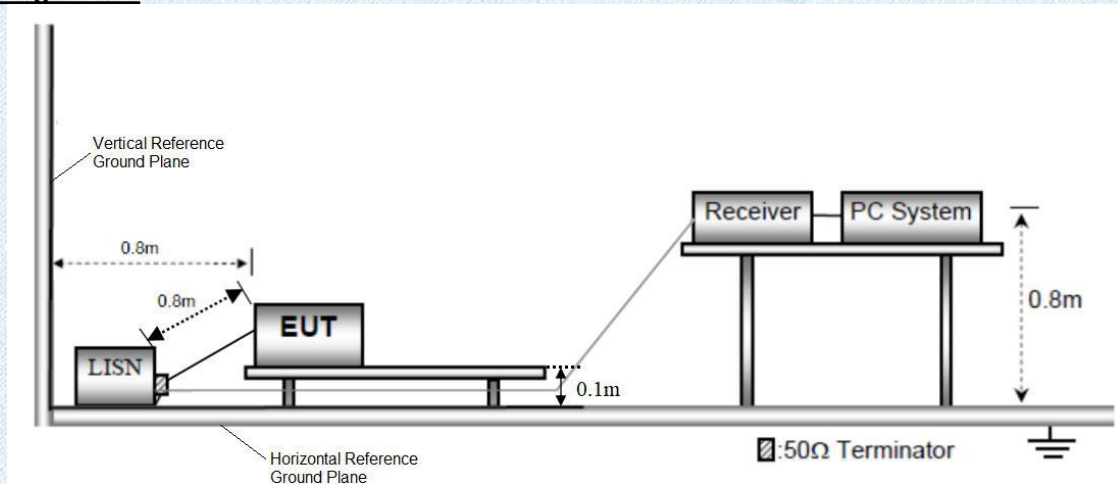 Vertical Reference
Ground Plane
0.8m
0.8m
LISN
EUT
0.1m
Receiver
PC System
0.8m
:50Ω Terminator
Horizontal Reference
Ground Plane